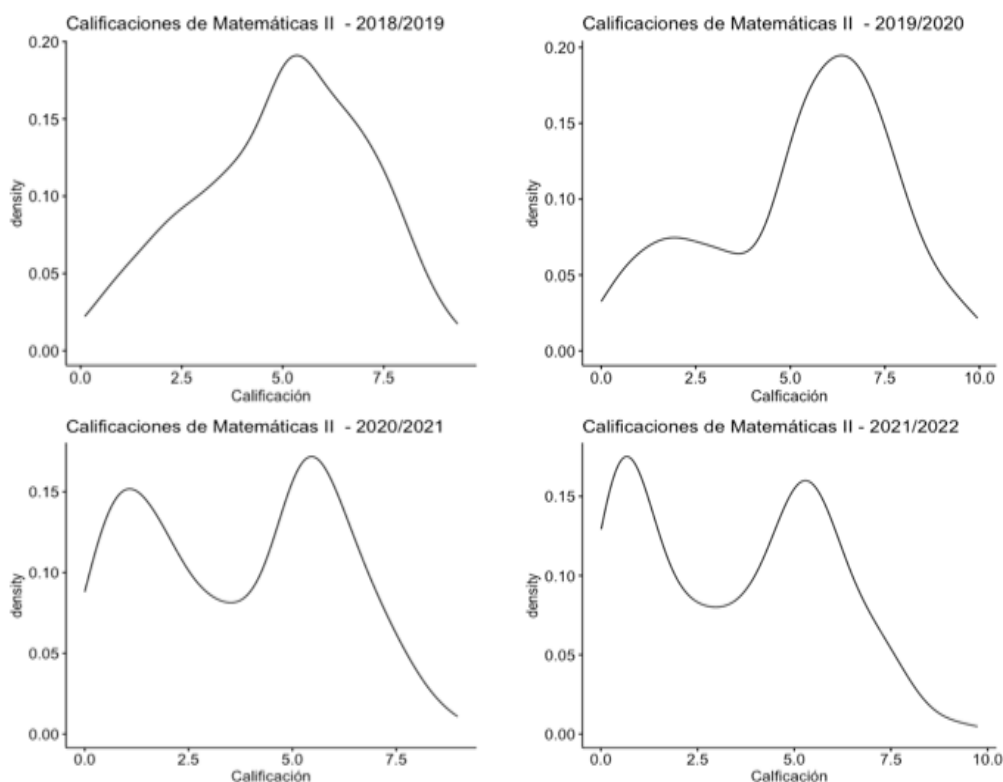 Calificaciones de Matemáticas II - 2018/2019
0.20
0.15
0.10
0.05
0.00
density
0.0 2.5 5.0 7.5
Calificación
Calificaciones de Matemáticas II - 2019/2020
0.20
0.15
0.10
0.05
0.00
density
0.0 2.5 5.0 7.5 10.0
Calficación
Calificaciones de Matemáticas II - 2020/2021
0.15
0.10
0.05
0.00
density
0.0 2.5 5.0 7.5
Calificación
Calificaciones de Matemáticas II - 2021/2022
0.15
0.10
0.05
0.00
density
0.0 2.5 5.0 7.5 10.0
Calificación